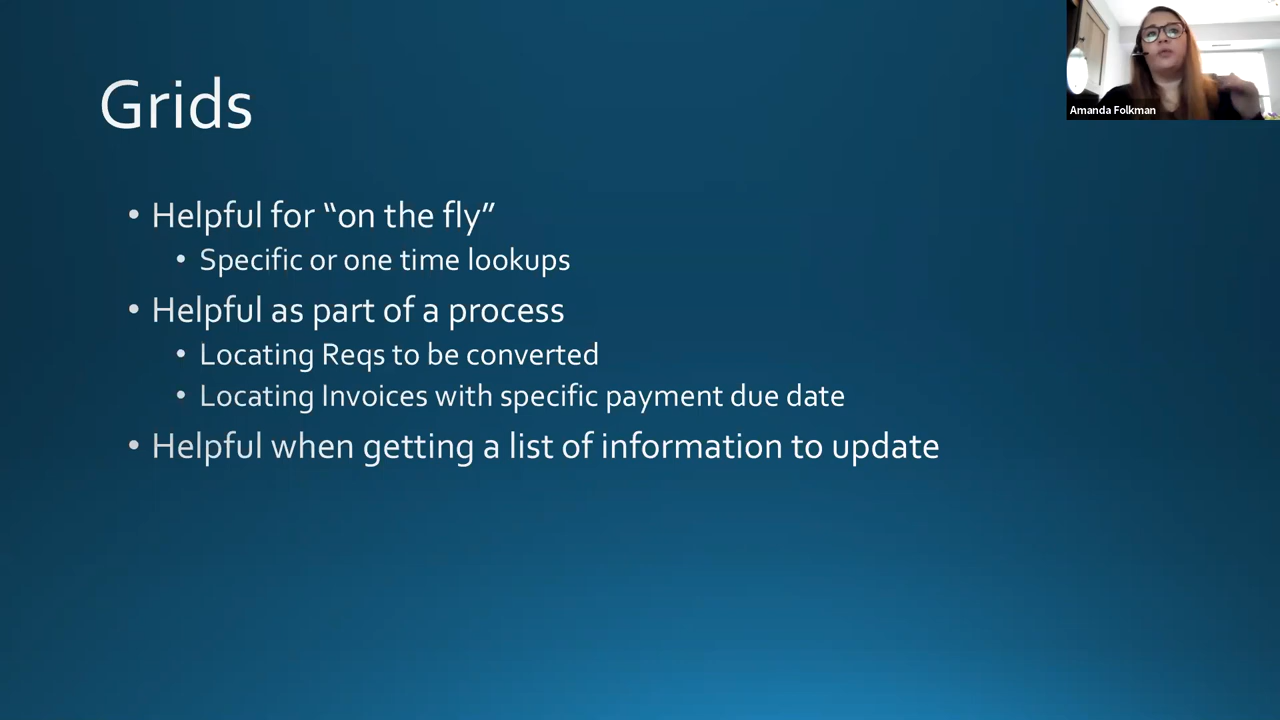 Grids
• Helpful for “on the fly”
• Specific or one time lookups
• Helpful as part of a process
• Locating Reqs to be converted
• Locating Invoices with specific payment due date
• Helpful when getting a list of information to update
Amanda Folkman